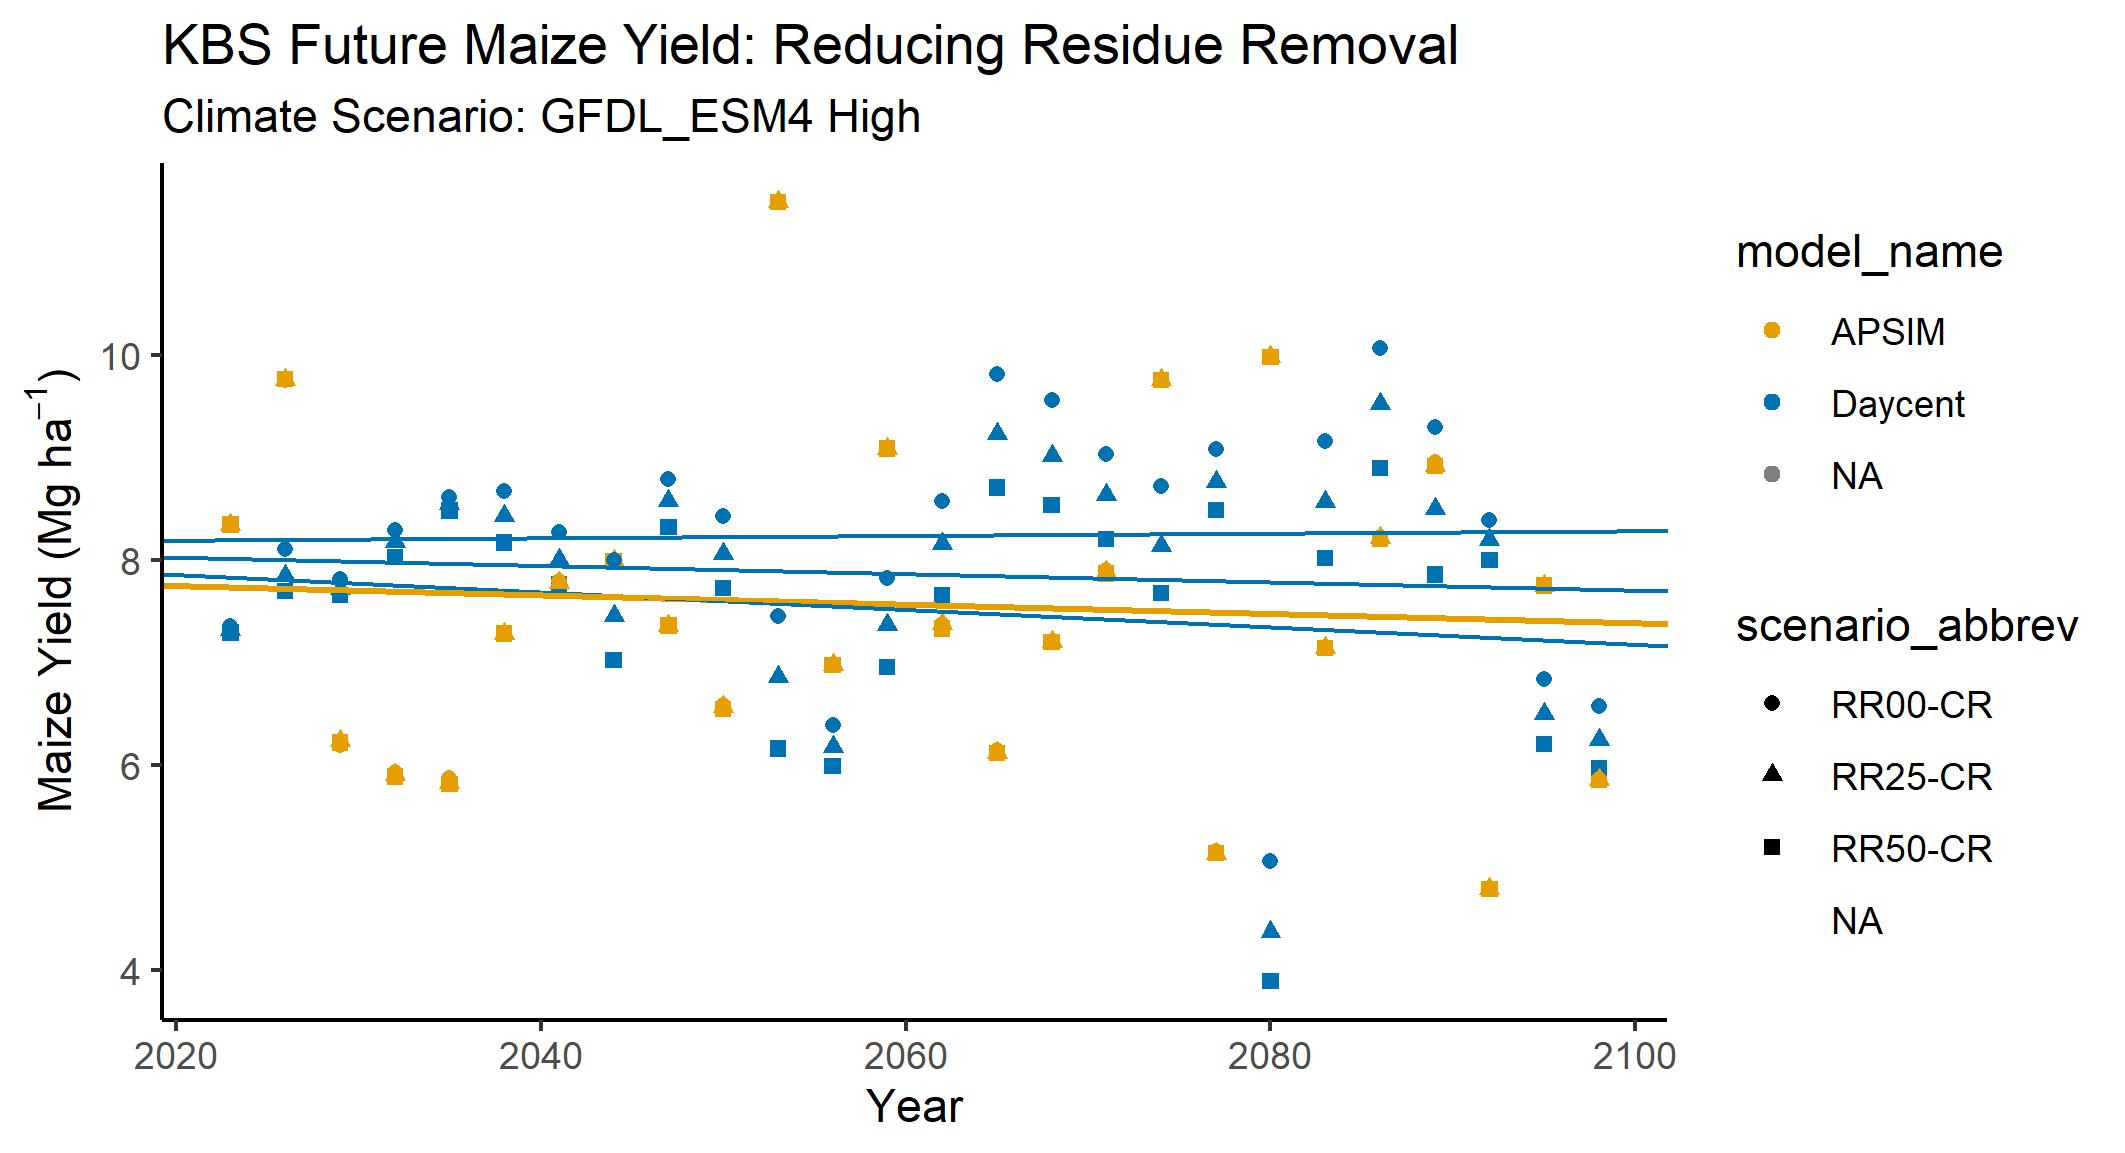 KBS Future Maize Yield: Reducing Residue Removal
Climate Scenario: GFDL_ESM4 High
Maize Yield (Mg ha⁻¹)
10
8
6
4
2020 2040 2060 2080 2100
Year
model_name
APSIM
Daycent
NA
scenario_abbrev
RR00-CR
RR25-CR
RR50-CR
NA